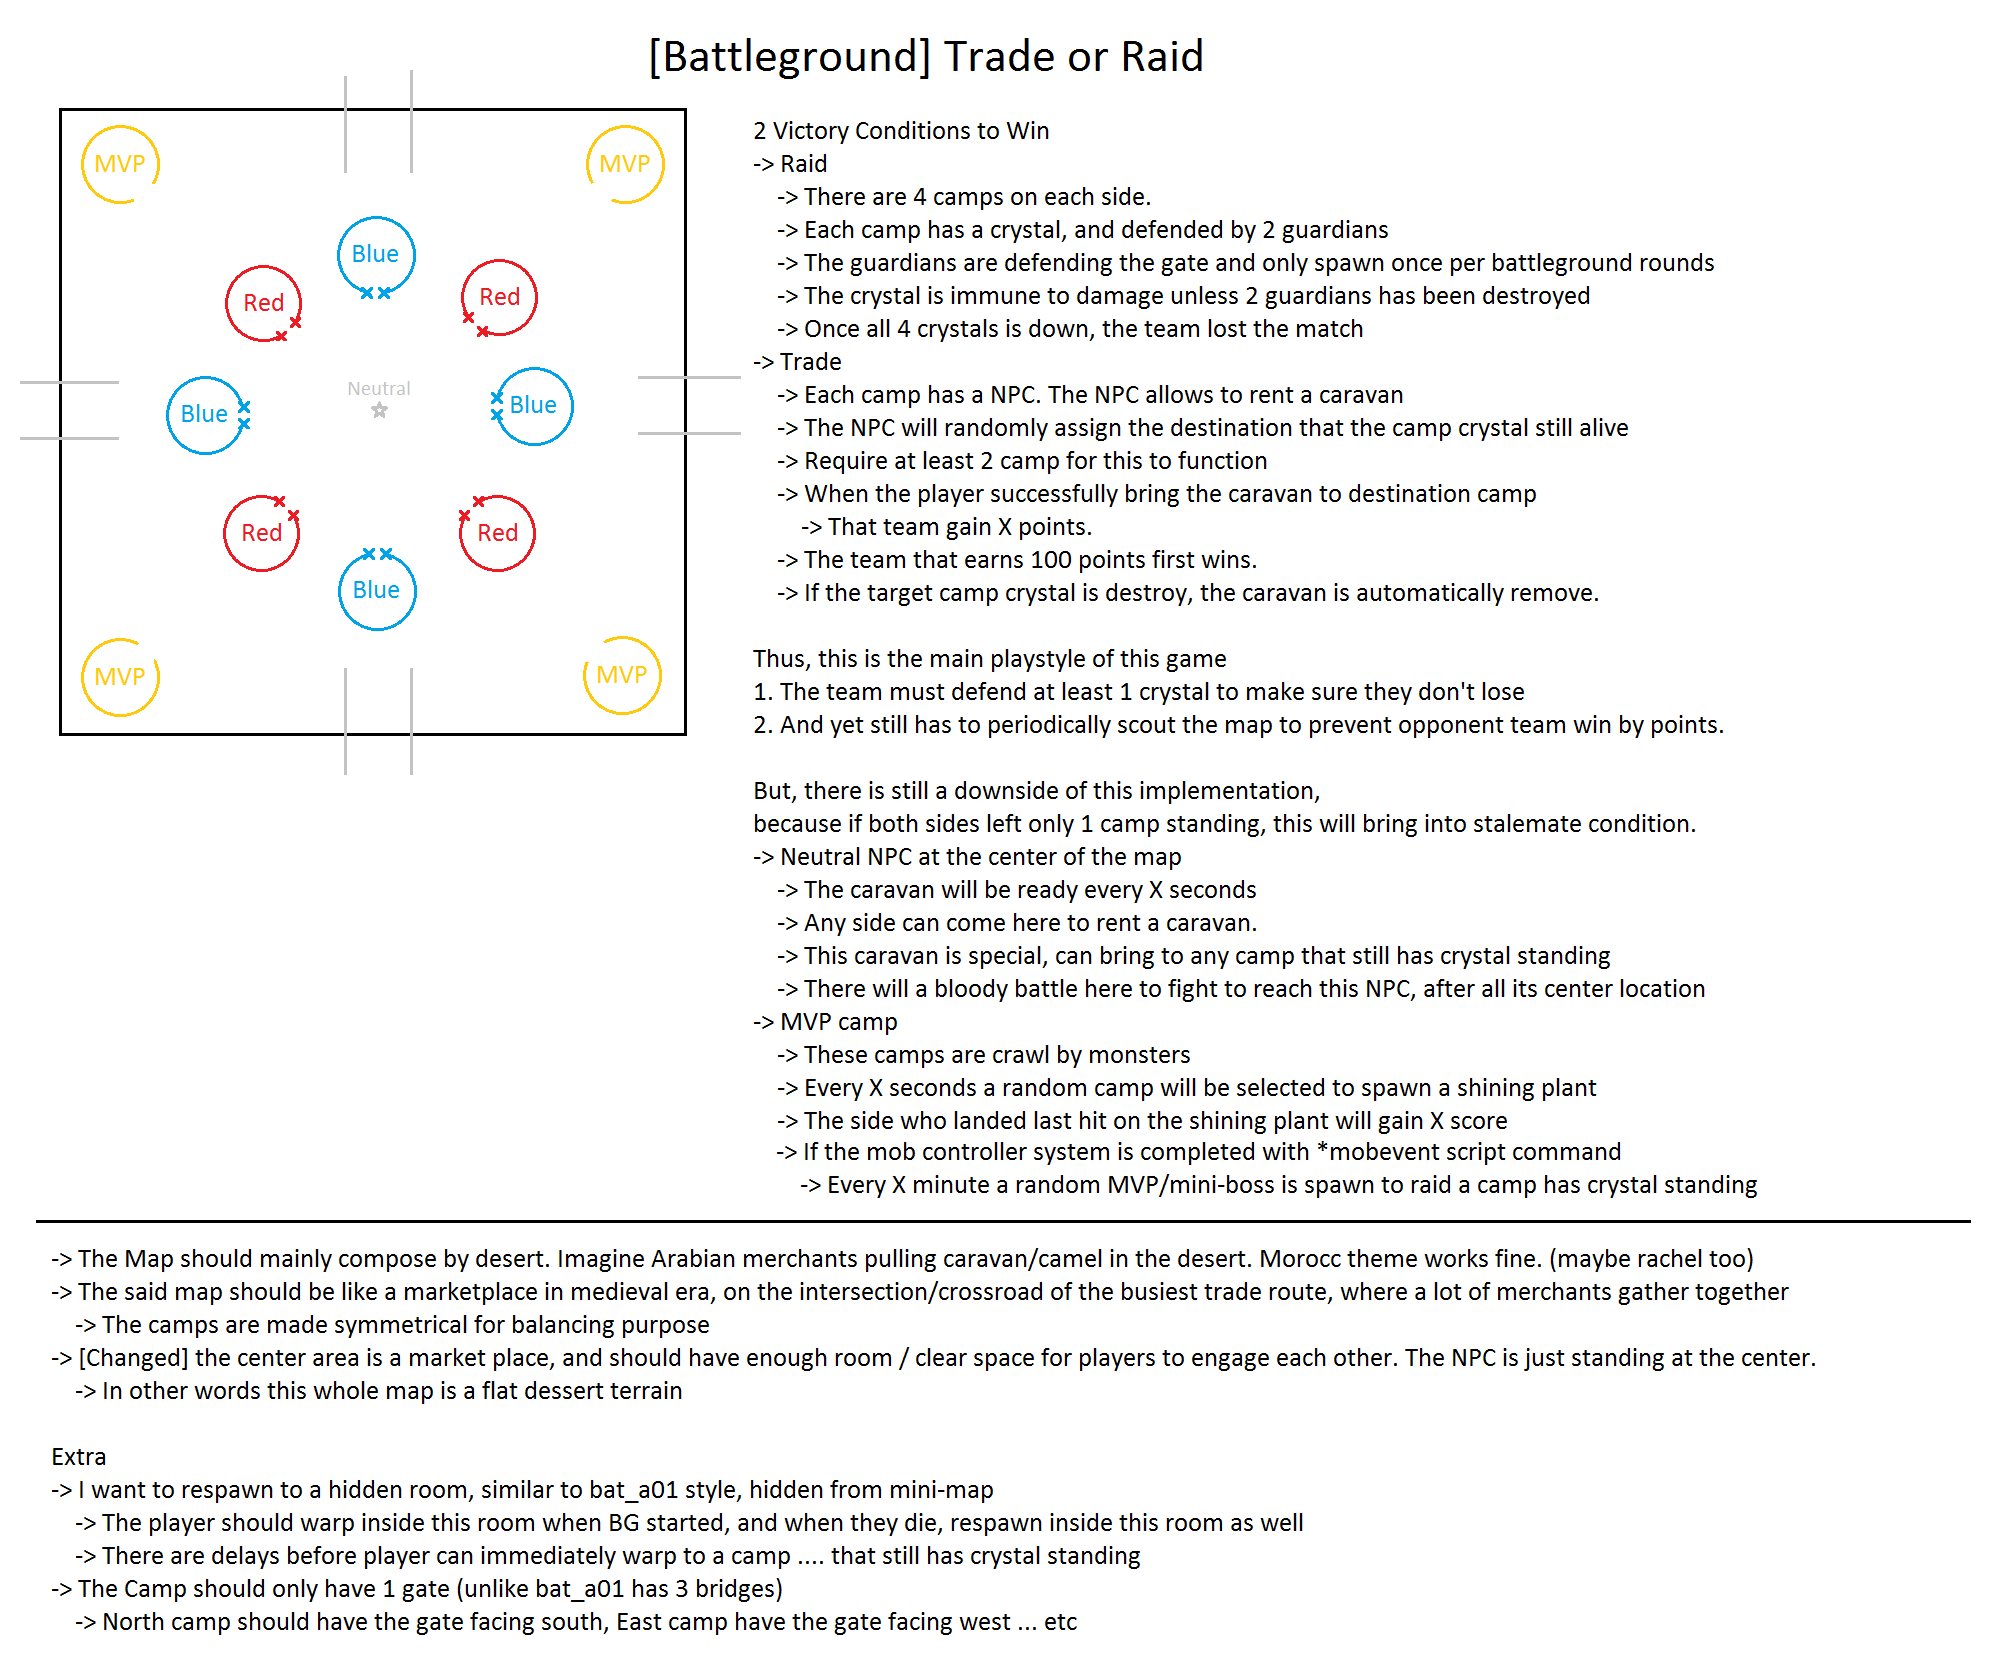 [Battleground] Trade or Raid
MVP
MVP
Blue
Red
Red
Neutral
Blue
Blue
Red
Red
Blue
MVP
MVP
2 Victory Conditions to Win
-> Raid
-> There are 4 camps on each side.
-> Each camp has a crystal, and defended by 2 guardians
-> The guardians are defending the gate and only spawn once per battleground rounds
-> The crystal is immune to damage unless 2 guardians has been destroyed
-> Once all 4 crystals is down, the team lost the match
-> Trade
-> Each camp has a NPC. The NPC allows to rent a caravan
-> The NPC will randomly assign the destination that the camp crystal still alive
-> Require at least 2 camp for this to function
-> When the player successfully bring the caravan to destination camp
-> That team gain X points.
-> The team that earns 100 points first wins.
-> If the target camp crystal is destroy, the caravan is automatically remove.
Thus, this is the main playstyle of this game
1. The team must defend at least 1 crystal to make sure they don't lose
2. And yet still has to periodically scout the map to prevent opponent team win by points.
But, there is still a downside of this implementation,
because if both sides left only 1 camp standing, this will bring into stalemate condition.
-> Neutral NPC at the center of the map
-> The caravan will be ready every X seconds
-> Any side can come here to rent a caravan.
-> This caravan is special, can bring to any camp that still has crystal standing
-> There will a bloody battle here to fight to reach this NPC, after all its center location
-> MVP camp
-> These camps are crawl by monsters
-> Every X seconds a random camp will be selected to spawn a shining plant
-> The side who landed last hit on the shining plant will gain X score
-> If the mob controller system is completed with *mobevent script command
-> Every X minute a random MVP/mini-boss is spawn to raid a camp has crystal standing
-> The Map should mainly compose by desert. Imagine Arabian merchants pulling caravan/camel in the desert. Morocc theme works fine. (maybe rachel too)
-> The said map should be like a marketplace in medieval era, on the intersection/crossroad of the busiest trade route, where a lot of merchants gather together
-> The camps are made symmetrical for balancing purpose
-> [Changed] the center area is a market place, and should have enough room / clear space for players to engage each other. The NPC is just standing at the center.
-> In other words this whole map is a flat dessert terrain
Extra
-> I want to respawn to a hidden room, similar to bat_a01 style, hidden from mini-map
-> The player should warp inside this room when BG started, and when they die, respawn inside this room as well
-> There are delays before player can immediately warp to a camp .... that still has crystal standing
-> The Camp should only have 1 gate (unlike bat_a01 has 3 bridges)
-> North camp should have the gate facing south, East camp have the gate facing west ... etc